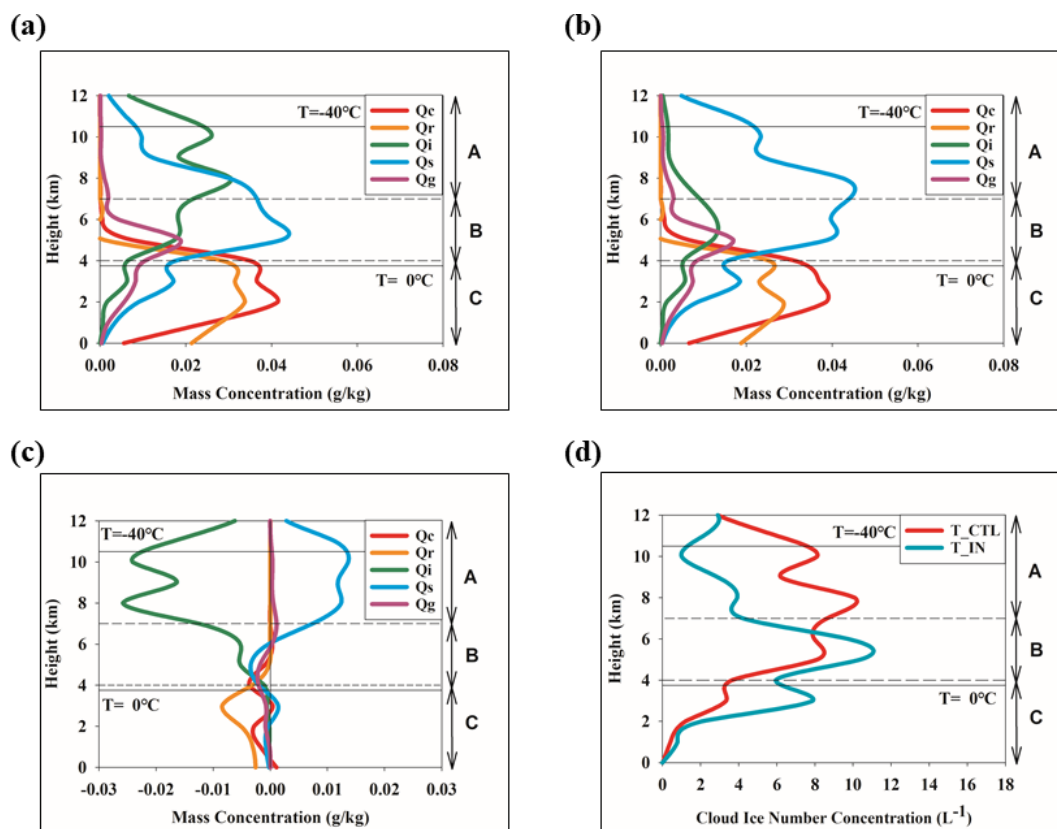 (a)
12
10
8
6
4
2
0
Height (km)
T=-40°C
T= 0°C
Qc
Qr
Qi
Qs
Qg
A
B
C
0.00
0.02
0.04
0.06
0.08
Mass Concentration (g/kg)
(b)
12
10
8
6
4
2
0
Height (km)
T=-40°C
T= 0°C
Qc
Qr
Qi
Qs
Qg
A
B
C
0.00
0.02
0.04
0.06
0.08
Mass Concentration (g/kg)
(c)
12
10
8
6
4
2
0
Height (km)
T=-40°C
T= 0°C
Qc
Qr
Qi
Qs
Qg
A
B
C
-0.03
-0.02
-0.01
0.00
0.01
0.02
0.03
Mass Concentration (g/kg)
(d)
12
10
8
6
4
2
0
Height (km)
T=-40°C
T= 0°C
T_CTL
T_IN
A
B
C
0
2
4
6
8
10
12
14
16
18
Cloud Ice Number Concentration (L⁻¹)